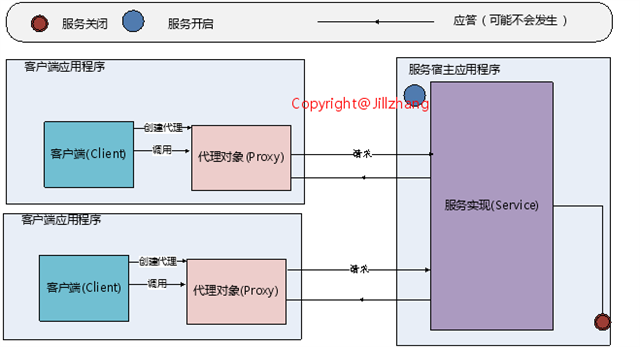 服务关闭
服务开启
应答（可能不会发生）
客户端应用程序
客户端(Client)
创建代理
调用
代理对象(Proxy)
请求
服务宿主应用程序
Copyright@Jillzhang
服务实现(Service)
客户端应用程序
客户端(Client)
创建代理
调用
代理对象(Proxy)
请求